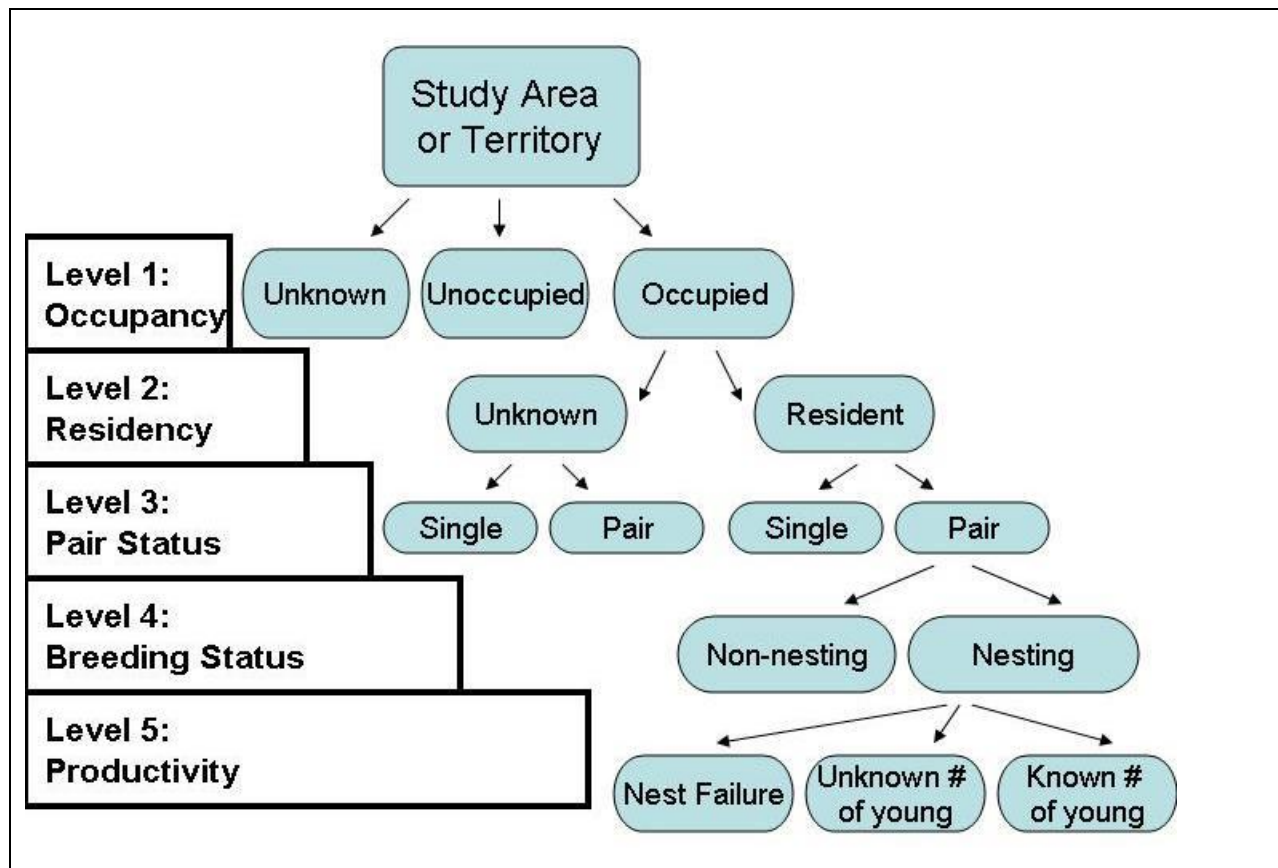 Study Area
or Territory
Level 1:
Occupancy
Unknown
Unoccupied
Occupied
Level 2:
Residency
Unknown
Resident
Level 3:
Pair Status
Single
Pair
Single
Pair
Level 4:
Breeding Status
Non-nesting
Nesting
Level 5:
Productivity
Nest Failure
Unknown #
of young
Known #
of young